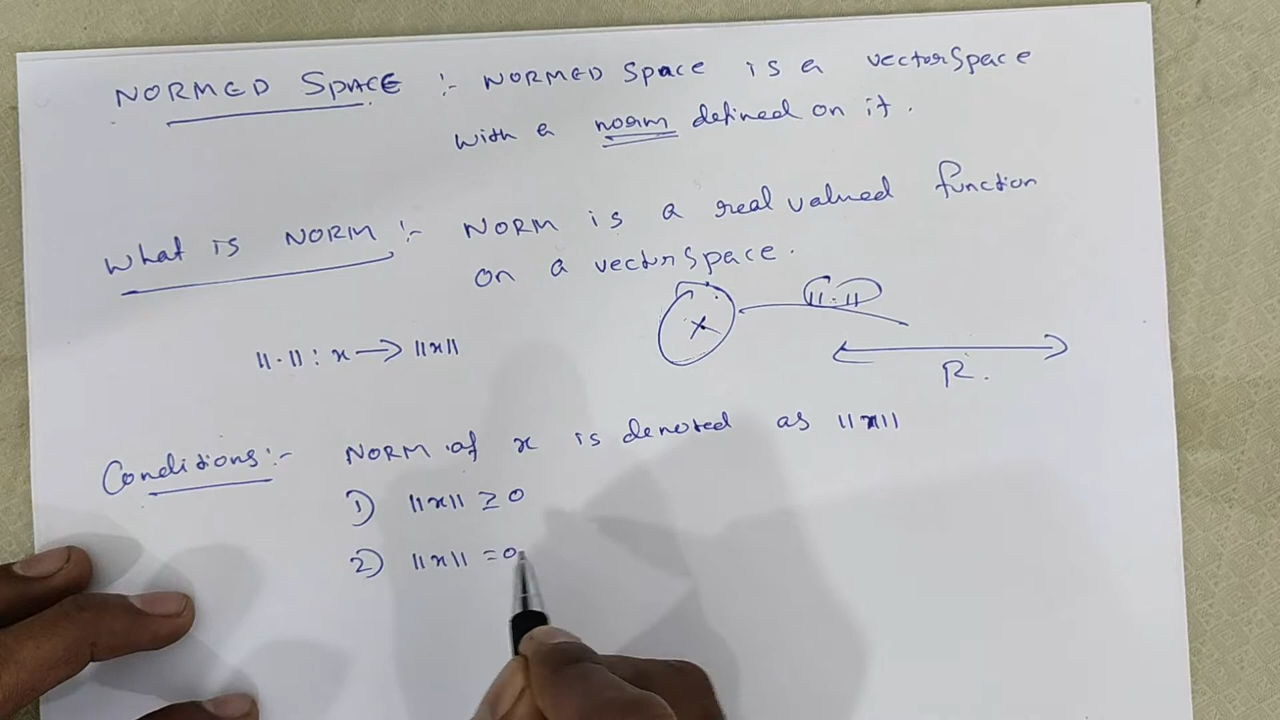 NORMED SPACE :- NORMED Space is a vectorspace
with a norm defined on it.
What is NORM :- NORM is a real valued function
on a vectorspace.
||·||
X
||·|| : x → ||x||
R.
Conditions :- NORM of x is denoted as ||x||
1) ||x|| ≥ 0
2) ||x|| = 0